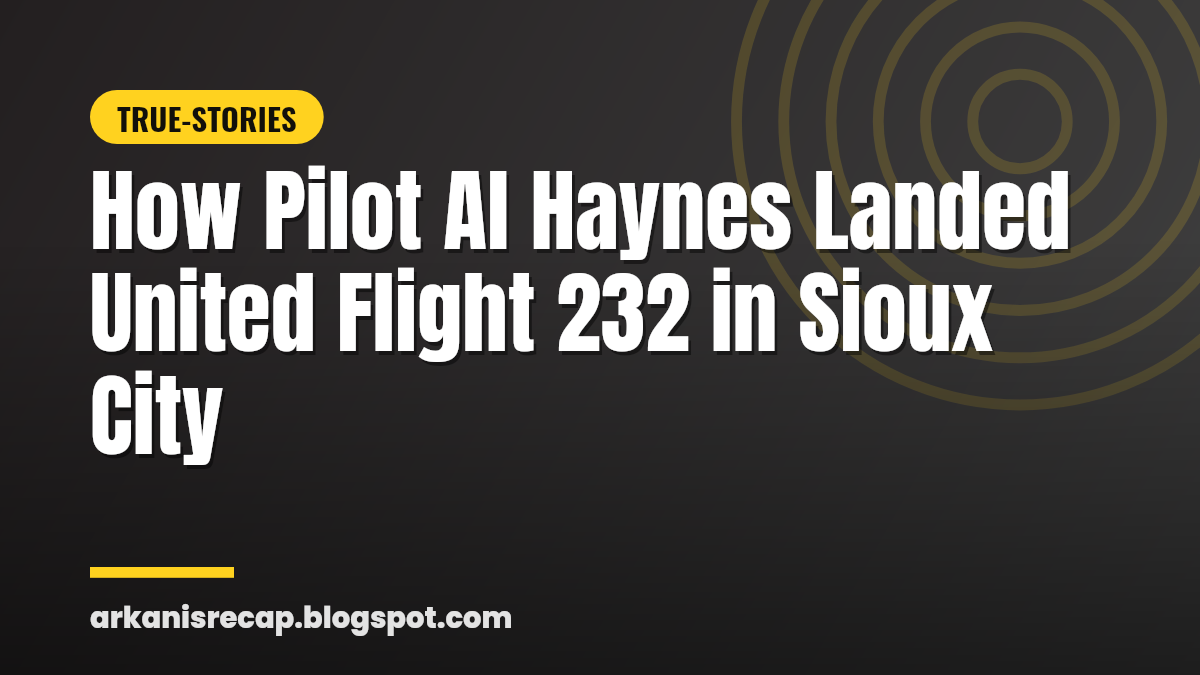 TRUE-STORIES
How Pilot Al Haynes Landed
United Flight 232 in Sioux
City
arkanisrecap.blogspot.com